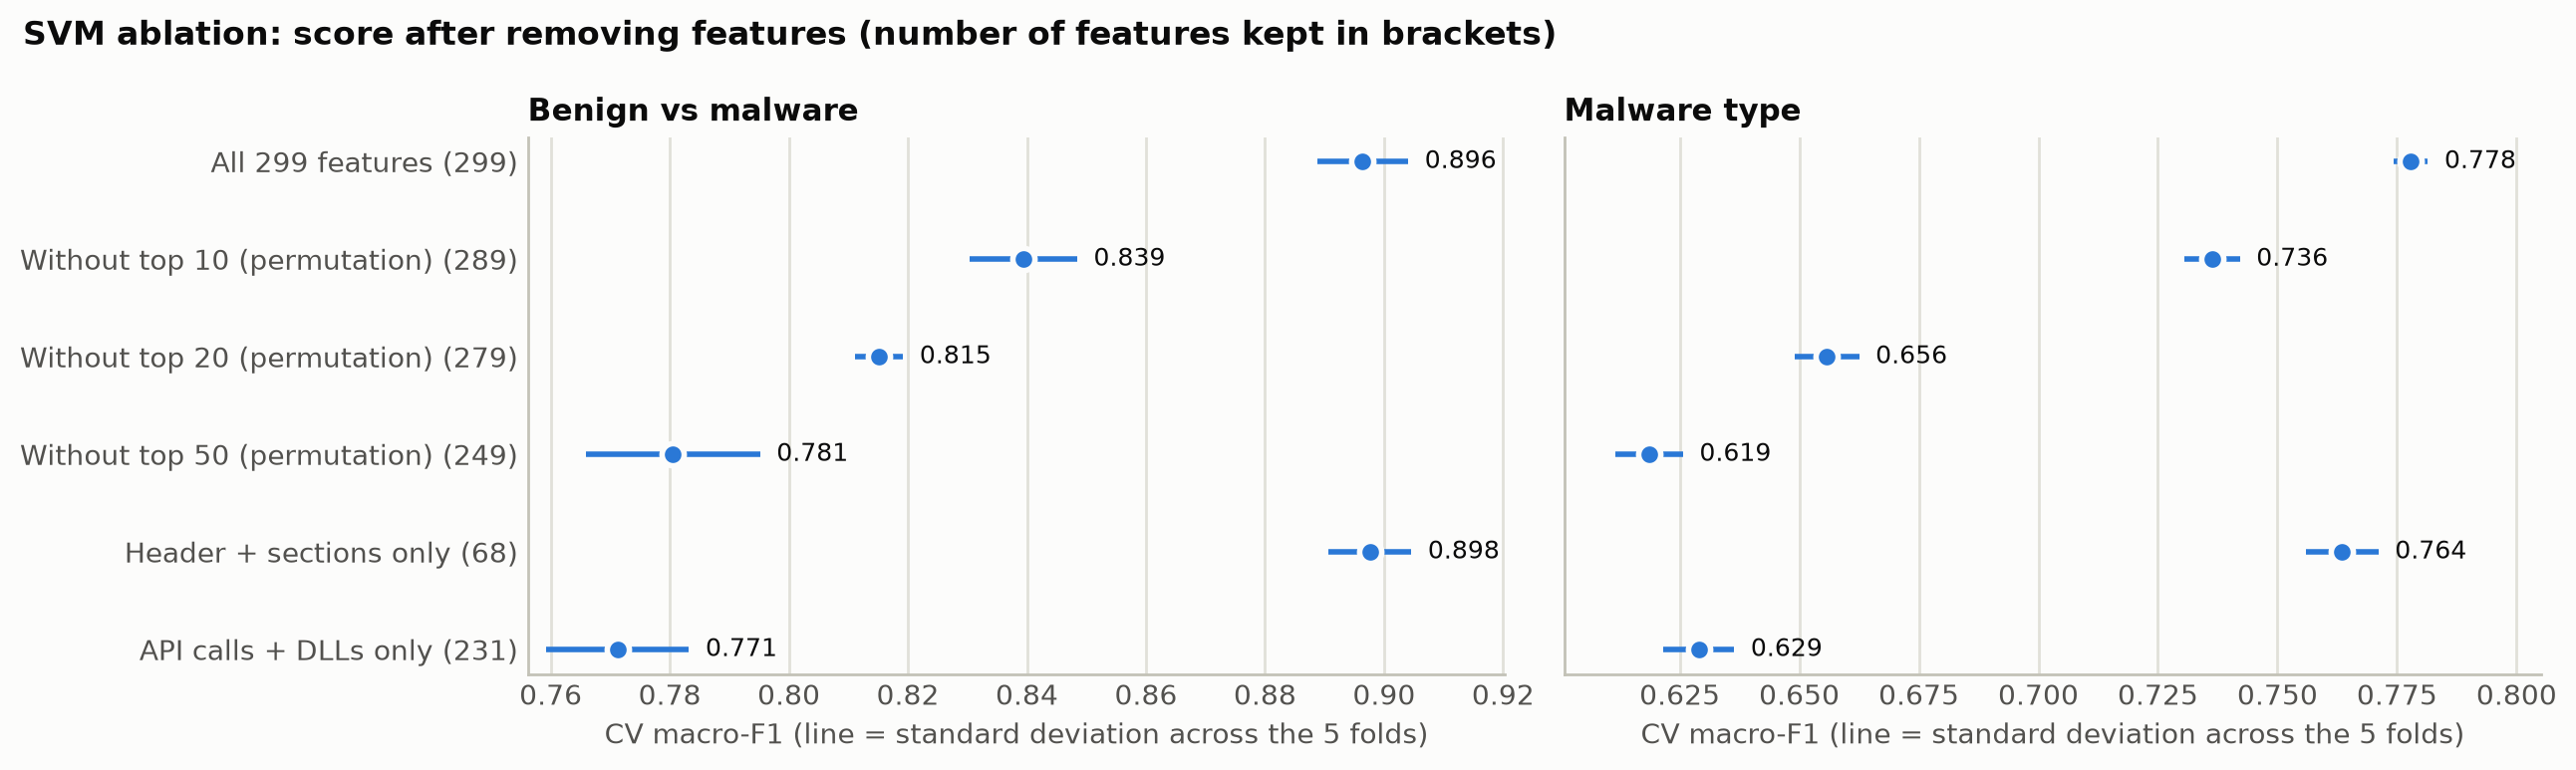 SVM ablation: score after removing features (number of features kept in brackets)
Benign vs malware
Malware type
All 299 features (299)
0.896
0.778
Without top 10 (permutation) (289)
0.839
0.736
Without top 20 (permutation) (279)
0.815
0.656
Without top 50 (permutation) (249)
0.781
0.619
Header + sections only (68)
0.898
0.764
API calls + DLLs only (231)
0.771
0.629
0.76 0.78 0.80 0.82 0.84 0.86 0.88 0.90 0.92
0.625 0.650 0.675 0.700 0.725 0.750 0.775 0.800
CV macro-F1 (line = standard deviation across the 5 folds)
CV macro-F1 (line = standard deviation across the 5 folds)